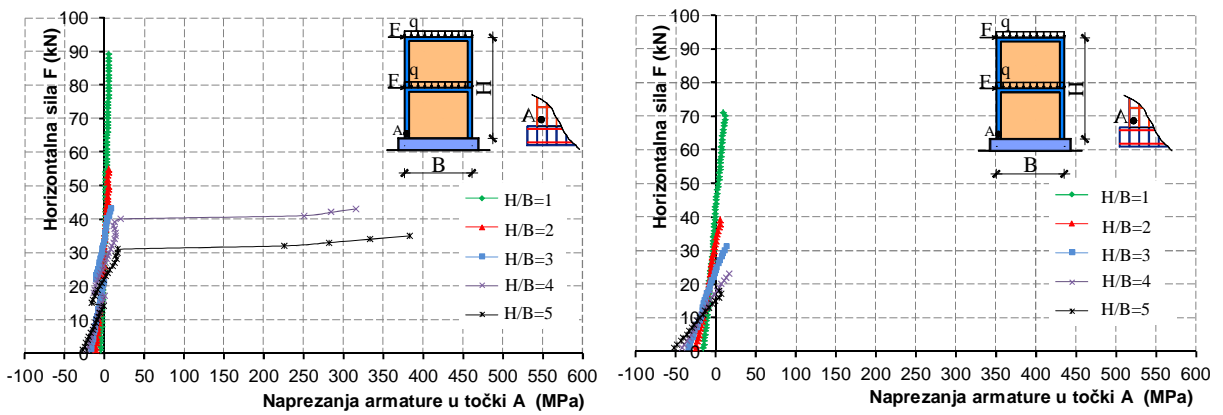 Horizontalna sila F (kN)
100
90
80
70
60
50
40
30
20
10
0
-100 -50 0 50 100 150 200 250 300 350 400 450 500 550 600
Naprezanja armature u točki A (MPa)
q
F
q
F
H
A
B
A
H/B=1
H/B=2
H/B=3
H/B=4
H/B=5
Horizontalna sila F (kN)
100
90
80
70
60
50
40
30
20
10
0
-100 -50 0 50 100 150 200 250 300 350 400 450 500 550 600
Naprezanja armature u točki A (MPa)
q
F
q
F
H
A
B
A
H/B=1
H/B=2
H/B=3
H/B=4
H/B=5